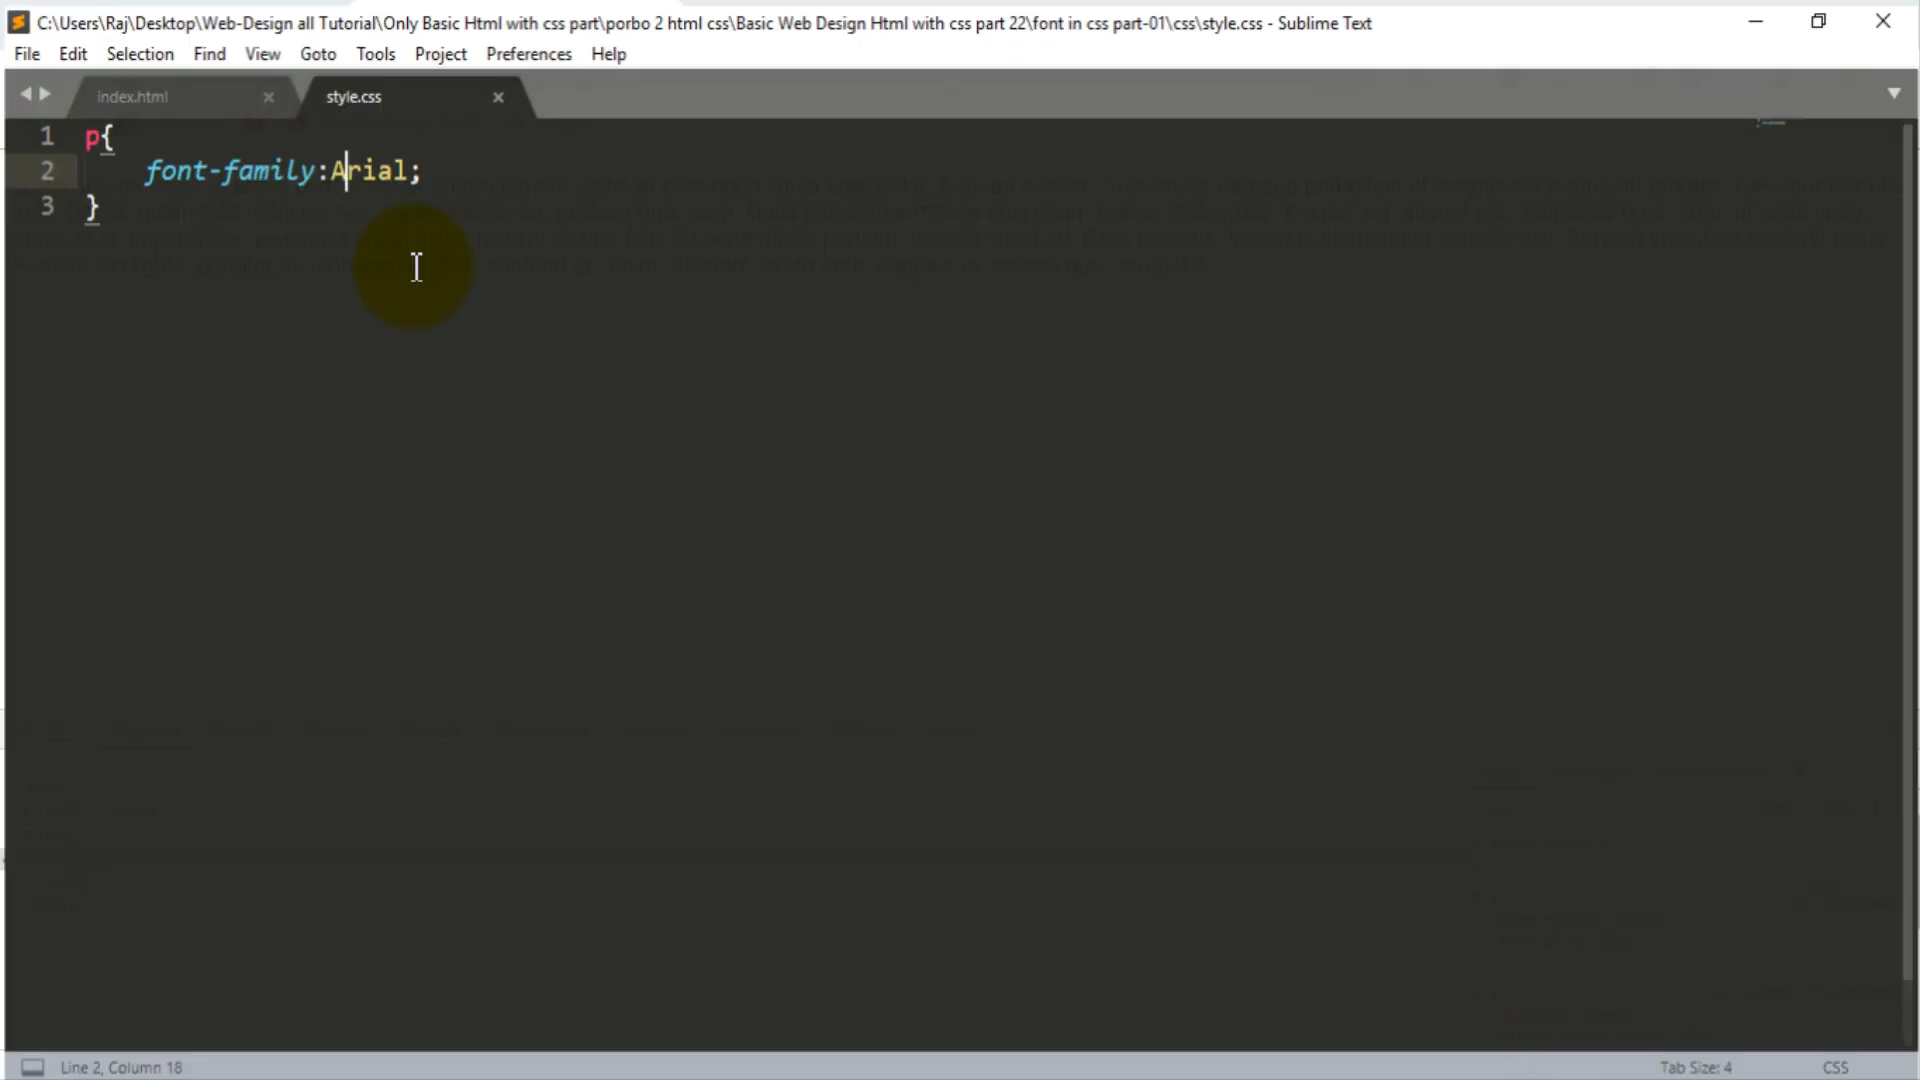 C:\Users\Raj\Desktop\Web-Design all Tutorial\Only Basic Html with css part\porbo 2 html css\Basic Web Design Html with css part 22\font in css part-01\css\style.css - Sublime Text
File Edit Selection Find View Goto Tools Project Preferences Help
index.html style.css
1 p{
2 font-family:Arial;
3 }
Line 2, Column 18 Tab Size: 4 CSS